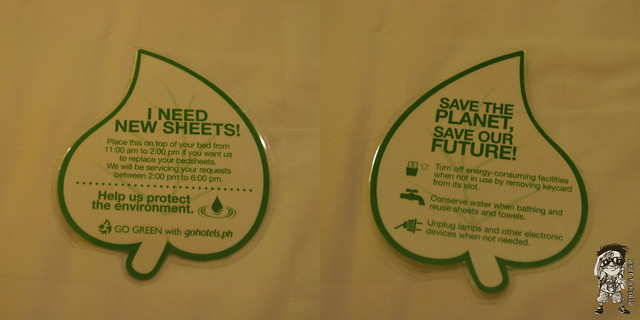 I NEED
NEW SHEETS!
Place this on top of your bed from
11:00 am to 2:00 pm if you want us
to replace your bedsheets.
We will be servicing your requests
between 2:00 pm to 6:00 pm.
Help us protect
the environment.
GO GREEN with gohotels.ph
SAVE THE
PLANET,
SAVE OUR
FUTURE!
Turn off energy-consuming facilities
when not in use by removing keycard
from its slot.
Conserve water when bathing and
reuse sheets and towels.
Unplug lamps and other electronic
devices when not needed.